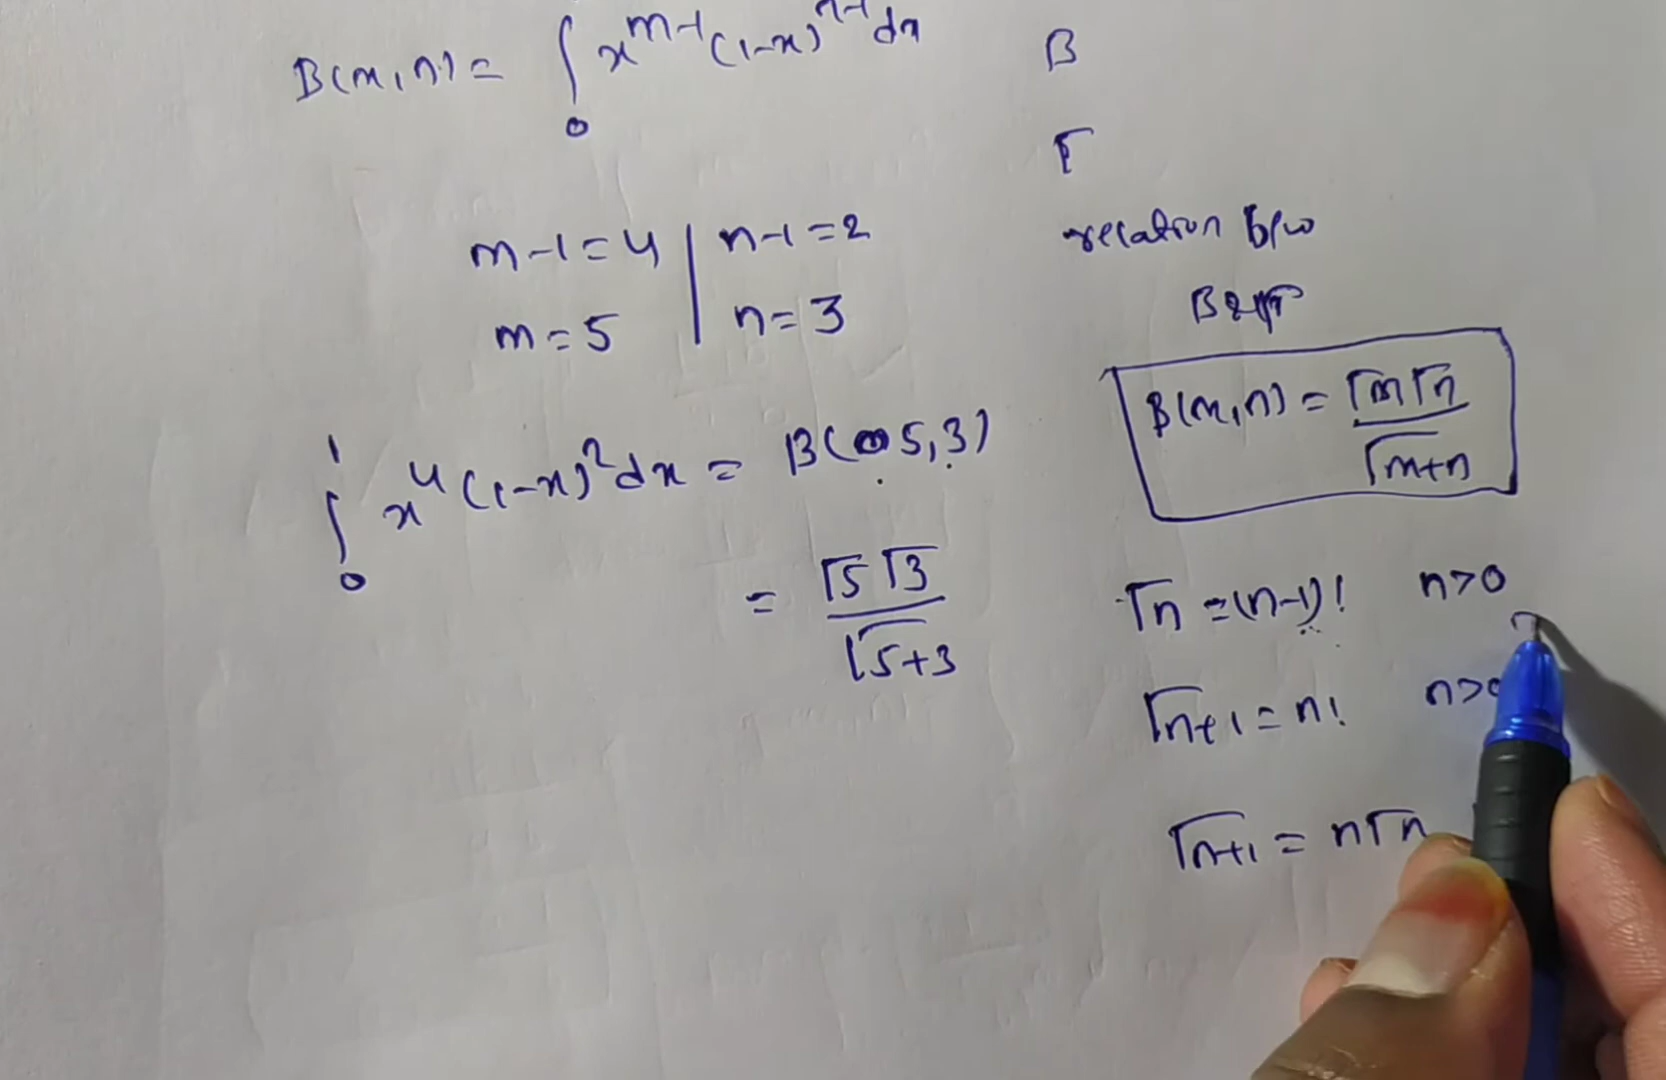 B(m,n) = ∫₀ x^{m-1} (1-x)^{n-1} dx
B
Γ
relation b/w
B & Γ
m-1=4 | n-1=2
m=5 | n=3
B(m,n) = Γm Γn / Γm+n
∫₀¹ x⁴ (1-x)² dx = B(5,3)
= Γ5 Γ3 / Γ5+3
Γn = (n-1)! n>0
Γn+1 = n! n>0
Γn+1 = nΓn